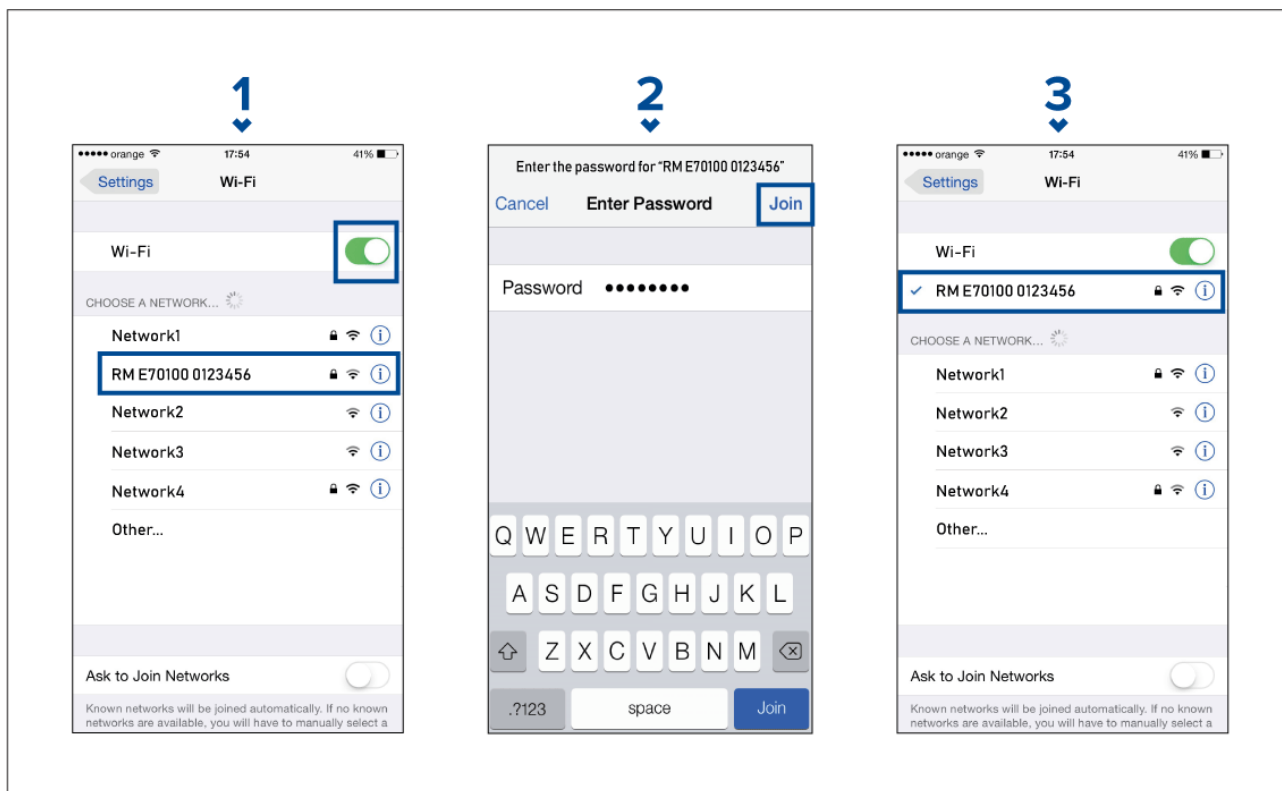 1
2
3
orange 17:54 41%
Settings Wi-Fi
Wi-Fi
CHOOSE A NETWORK...
Network1
RM E70100 0123456
Network2
Network3
Network4
Other...
Ask to Join Networks
Known networks will be joined automatically. If no known
networks are available, you will have to manually select a
Enter the password for “RM E70100 0123456”
Cancel Enter Password Join
Password ●●●●●●●●
Q W E R T Y U I O P
A S D F G H J K L
Z X C V B N M
.?123 space Join
orange 17:54 41%
Settings Wi-Fi
Wi-Fi
RM E70100 0123456
CHOOSE A NETWORK...
Network1
Network2
Network3
Network4
Other...
Ask to Join Networks
Known networks will be joined automatically. If no known
networks are available, you will have to manually select a